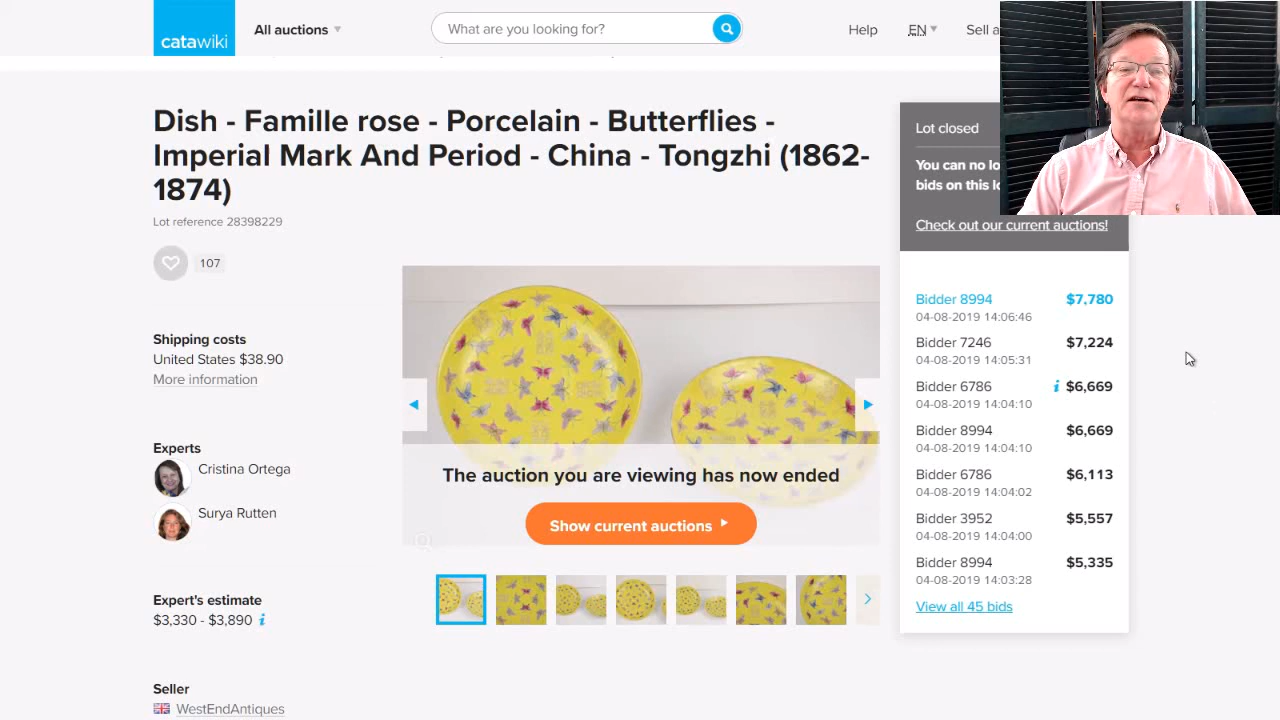 catawiki
All auctions
What are you looking for?
Help
EN
Sell a
Dish - Famille rose - Porcelain - Butterflies -
Imperial Mark And Period - China - Tongzhi (1862-
1874)
Lot reference 28398229
107
Shipping costs
United States $38.90
More information
Experts
Cristina Ortega
Surya Rutten
Expert's estimate
$3,330 - $3,890 i
Seller
WestEndAntiques
The auction you are viewing has now ended
Show current auctions
Lot closed
You can no lo
bids on this lo
Check out our current auctions!
Bidder 8994 $7,780
04-08-2019 14:06:46
Bidder 7246 $7,224
04-08-2019 14:05:31
Bidder 6786 i $6,669
04-08-2019 14:04:10
Bidder 8994 $6,669
04-08-2019 14:04:10
Bidder 6786 $6,113
04-08-2019 14:04:02
Bidder 3952 $5,557
04-08-2019 14:04:00
Bidder 8994 $5,335
04-08-2019 14:03:28
View all 45 bids